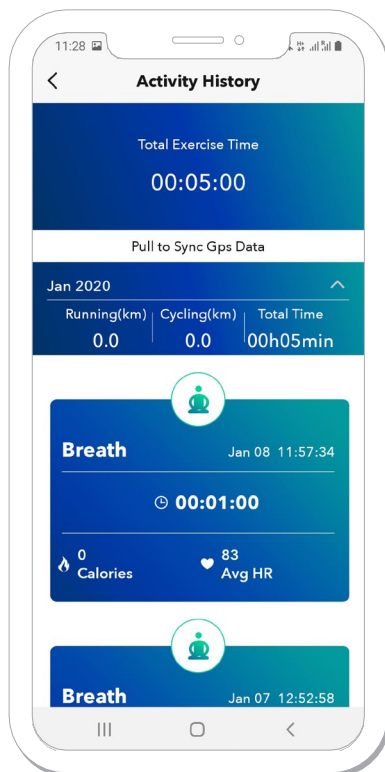 11:28
Activity History
Total Exercise Time
00:05:00
Pull to Sync Gps Data
Jan 2020
Running(km) Cycling(km) Total Time
0.0 0.0 00h05min
Breath Jan 08 11:57:34
00:01:00
0 83
Calories Avg HR
Breath Jan 07 12:52:58